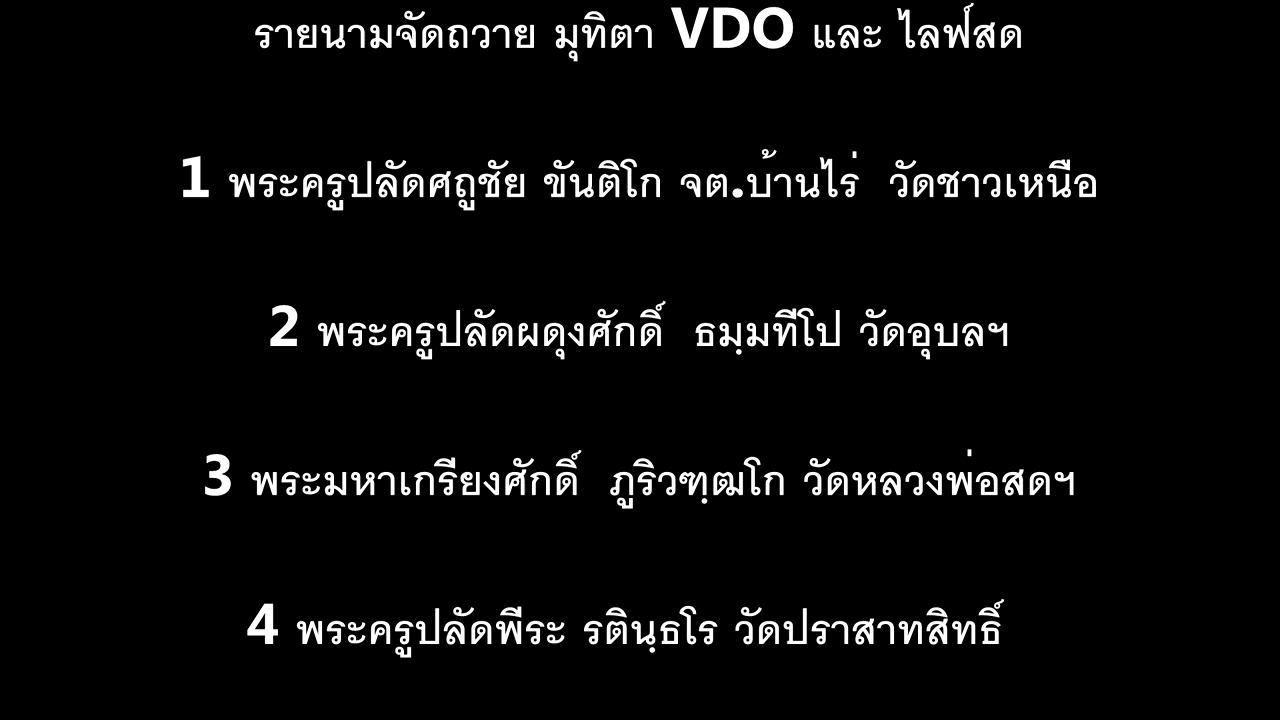 รายนามจัดถวาย มุทิตา VDO และ ไลฟ์สด
1 พระครูปลัดศถูชัย ขันติโก จต.บ้านไร่ วัดชาวเหนือ
2 พระครูปลัดผดุงศักดิ์ ธมฺมทีโป วัดอุบลฯ
3 พระมหาเกรียงศักดิ์ ภูริวฑฺฒโก วัดหลวงพ่อสดฯ
4 พระครูปลัดพีระ รตินฺธโร วัดปราสาทสิทธิ์